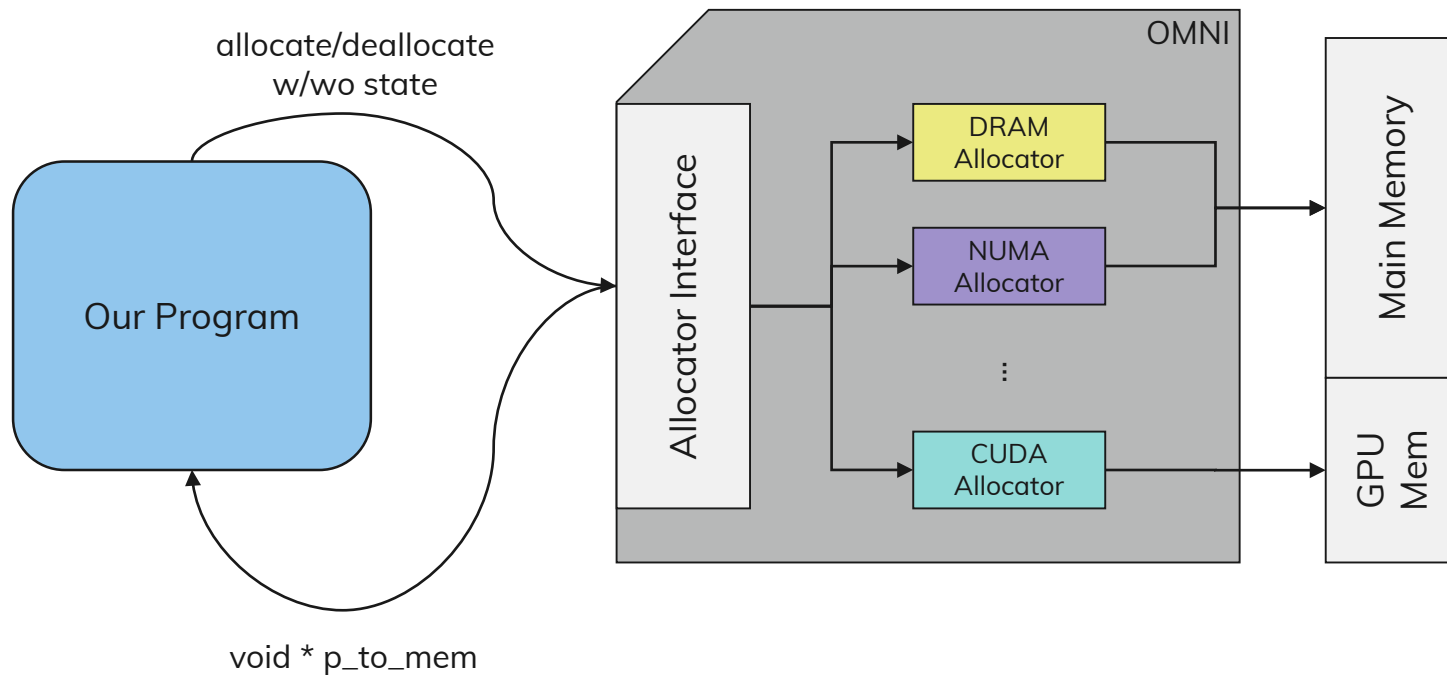 allocate/deallocate
w/wo state
OMNI
Our Program
Allocator Interface
DRAM
Allocator
NUMA
Allocator
...
CUDA
Allocator
Main Memory
GPU
Mem
void * p_to_mem